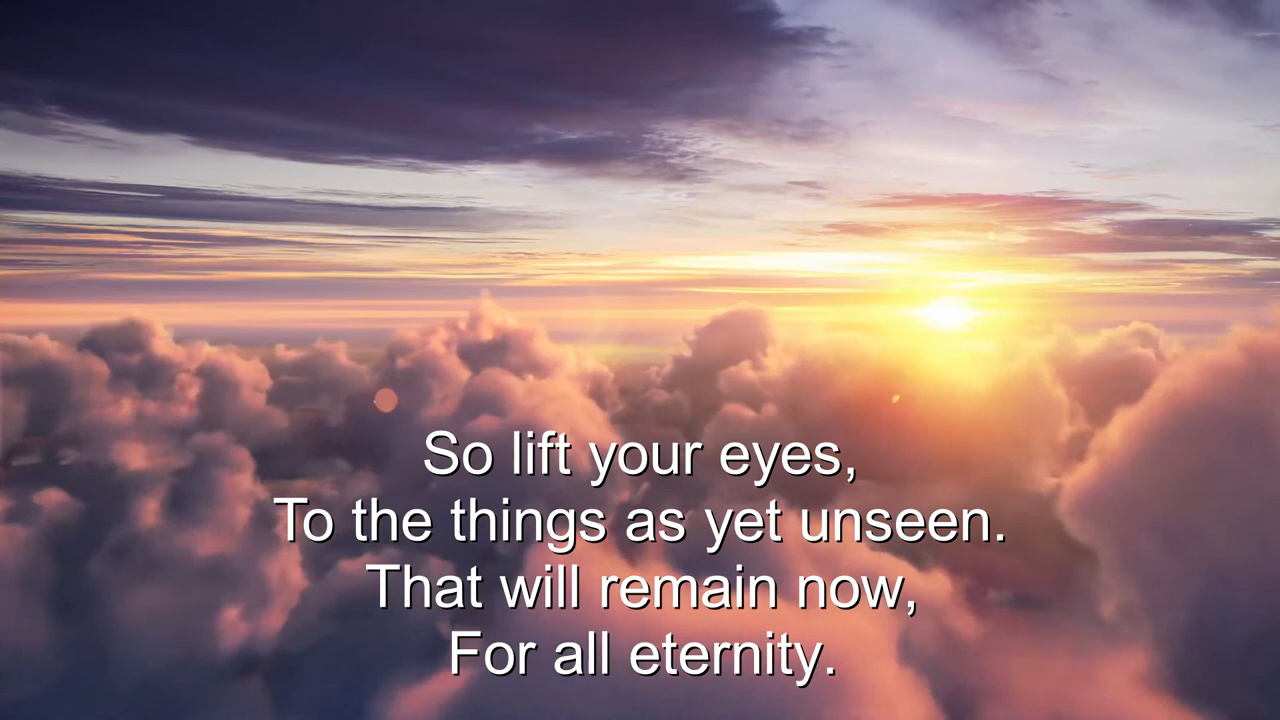 So lift your eyes,
To the things as yet unseen.
That will remain now,
For all eternity.